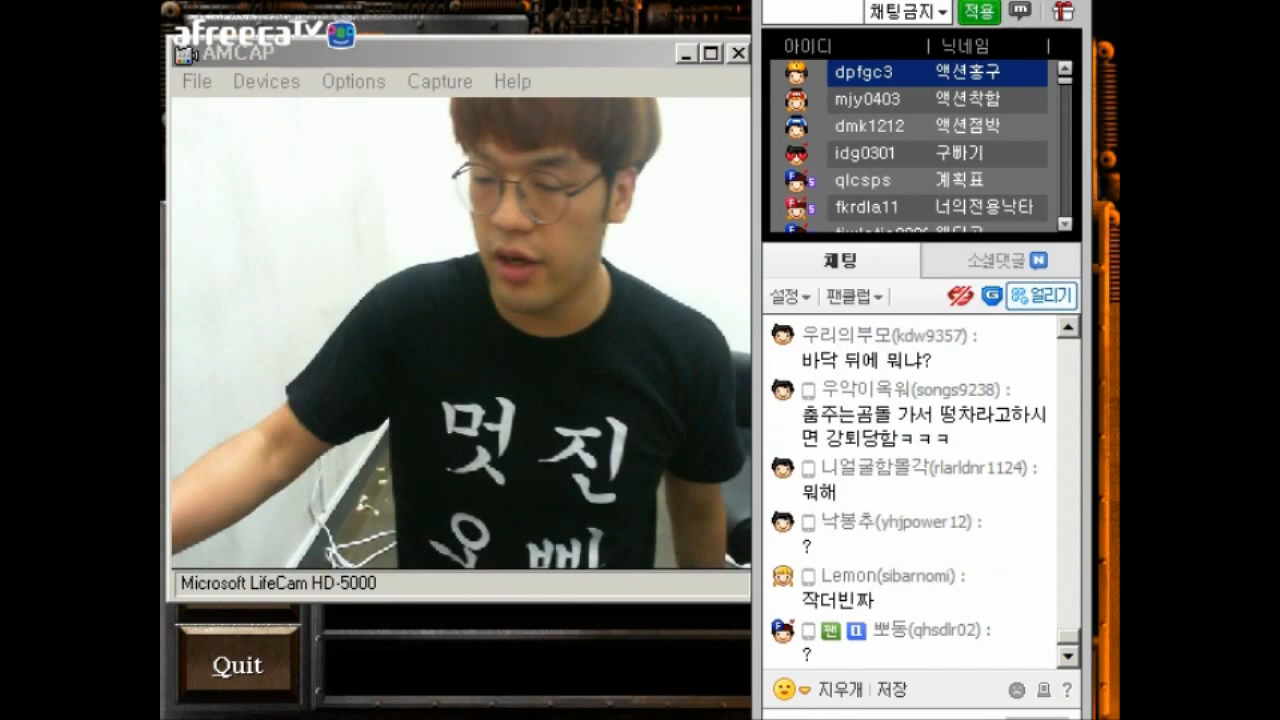 afreecaTV
AMCAP
File Devices Options Capture Help
멋진
오빠
Microsoft LifeCam HD-5000
Quit
채팅금지
적용
아이디 닉네임
dpfgc3 액션홍구
mjy0403 액션착함
dmk1212 액션점박
idg0301 구빠기
qlcsps 계획표
fkrdla11 너의전용낙타
채팅 소셜댓글 N
설정 팬클럽 얼리기
우리의부모(kdw9357) :
바닥 뒤에 뭐냐?
우악이옥워(songs9238) :
춤주는곰돌 가서 떵차라고하시
면 강퇴당함ㅋㅋㅋ
니얼굴함몰각(rlarldnr1124) :
뭐해
낙봉추(yhjpower12) :
?
Lemon(sibarnomi) :
작더빈짜
팬 뽀동(qhsdlr02) :
?
지우개 저장